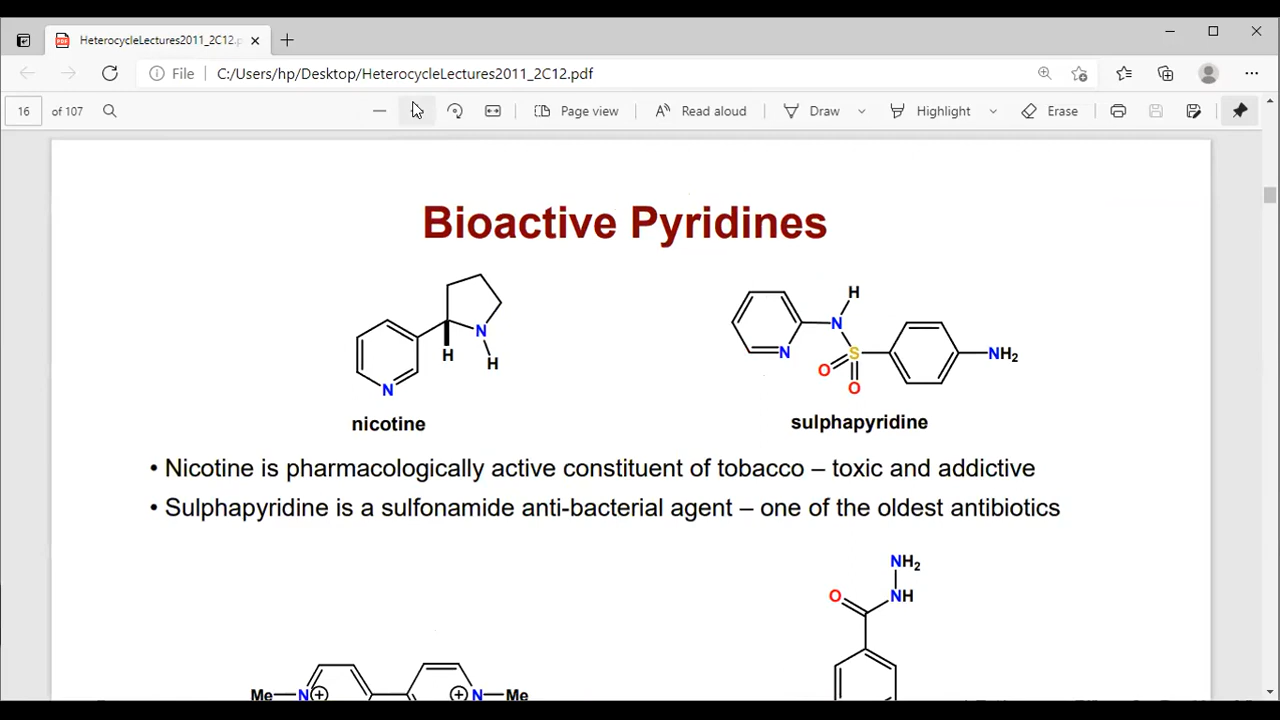 HeterocycleLectures2011_2C12.p
File C:/Users/hp/Desktop/HeterocycleLectures2011_2C12.pdf
16 of 107 Page view Read aloud Draw Highlight Erase
Bioactive Pyridines
N H N H
nicotine
N H N S O O NH2
sulphapyridine
• Nicotine is pharmacologically active constituent of tobacco – toxic and addictive
• Sulphapyridine is a sulfonamide anti-bacterial agent – one of the oldest antibiotics
NH2
O NH
Me N + + N Me